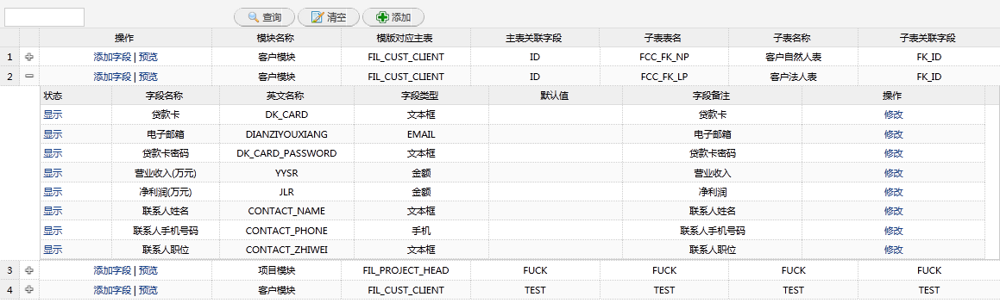 查询 清空 添加
操作 模块名称 模版对应主表 主表关联字段 子表表名 子表名称 子表关联字段
1 添加字段 | 预览 客户模块 FIL_CUST_CLIENT ID FCC_FK_NP 客户自然人表 FK_ID
2 添加字段 | 预览 客户模块 FIL_CUST_CLIENT ID FCC_FK_LP 客户法人表 FK_ID
状态 字段名称 英文名称 字段类型 默认值 字段备注 操作
显示 贷款卡 DK_CARD 文本框 贷款卡 修改
显示 电子邮箱 DIANZIYOUXIANG EMAIL 电子邮箱 修改
显示 贷款卡密码 DK_CARD_PASSWORD 文本框 贷款卡密码 修改
显示 营业收入(万元) YYSR 金额 营业收入 修改
显示 净利润(万元) JLR 金额 净利润 修改
显示 联系人姓名 CONTACT_NAME 文本框 联系人姓名 修改
显示 联系人手机号码 CONTACT_PHONE 手机 联系人手机号码 修改
显示 联系人职位 CONTACT_ZHIWEI 文本框 联系人职位 修改
3 添加字段 | 预览 项目模块 FIL_PROJECT_HEAD FUCK FUCK FUCK FUCK
4 添加字段 | 预览 客户模块 FIL_CUST_CLIENT TEST TEST TEST TEST